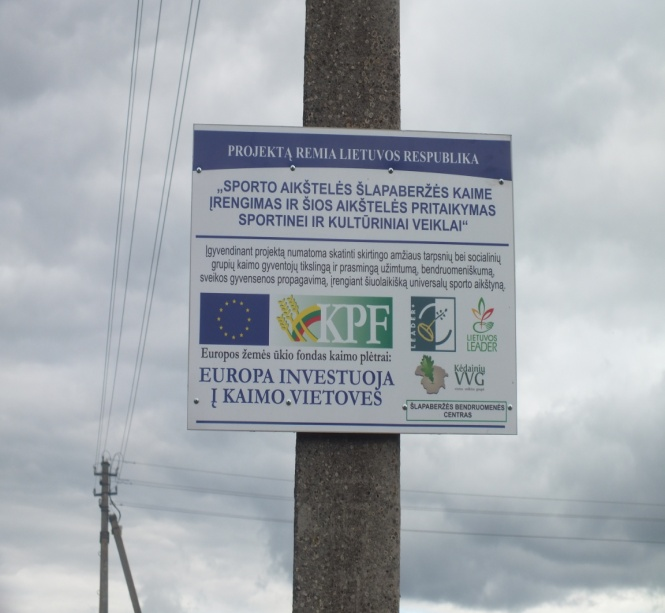 PROJEKTĄ REMIA LIETUVOS RESPUBLIKA
„SPORTO AIKŠTELĖS ŠLAPABERŽĖS KAIME
ĮRENGIMAS IR ŠIOS AIKŠTELĖS PRITAIKYMAS
SPORTINEI IR KULTŪRINIAI VEIKLAI“
Įgyvendinant projektą numatoma skatinti skirtingo amžiaus tarpsnių bei socialinių
grupių kaimo gyventojų tikslingą ir prasmingą užimtumą, bendruomeniškumą,
sveikos gyvensenos propagavimą, įrengiant šiuolaikišką universalų sporto aikštyną.
KPF
LEADER
LIETUVOS
LEADER
Europos žemės ūkio fondas kaimo plėtrai:
EUROPA INVESTUOJA
Į KAIMO VIETOVES
Kėdainių
VVG
ŠLAPABERŽĖS BENDRUOMENĖS
CENTRAS